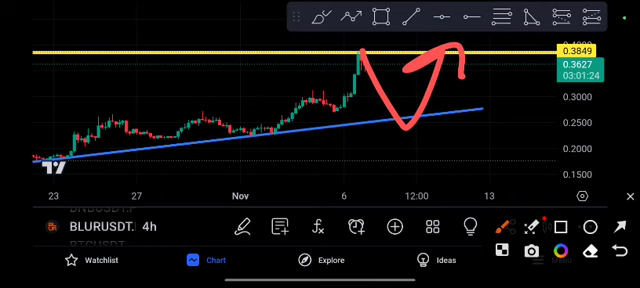 0.3849
0.3627
03:01:24
0.3000
0.2500
0.2000
0.1500
23
27
Nov
6
12:00
13
BLURUSDT
4h
Watchlist
Chart
Explore
Ideas